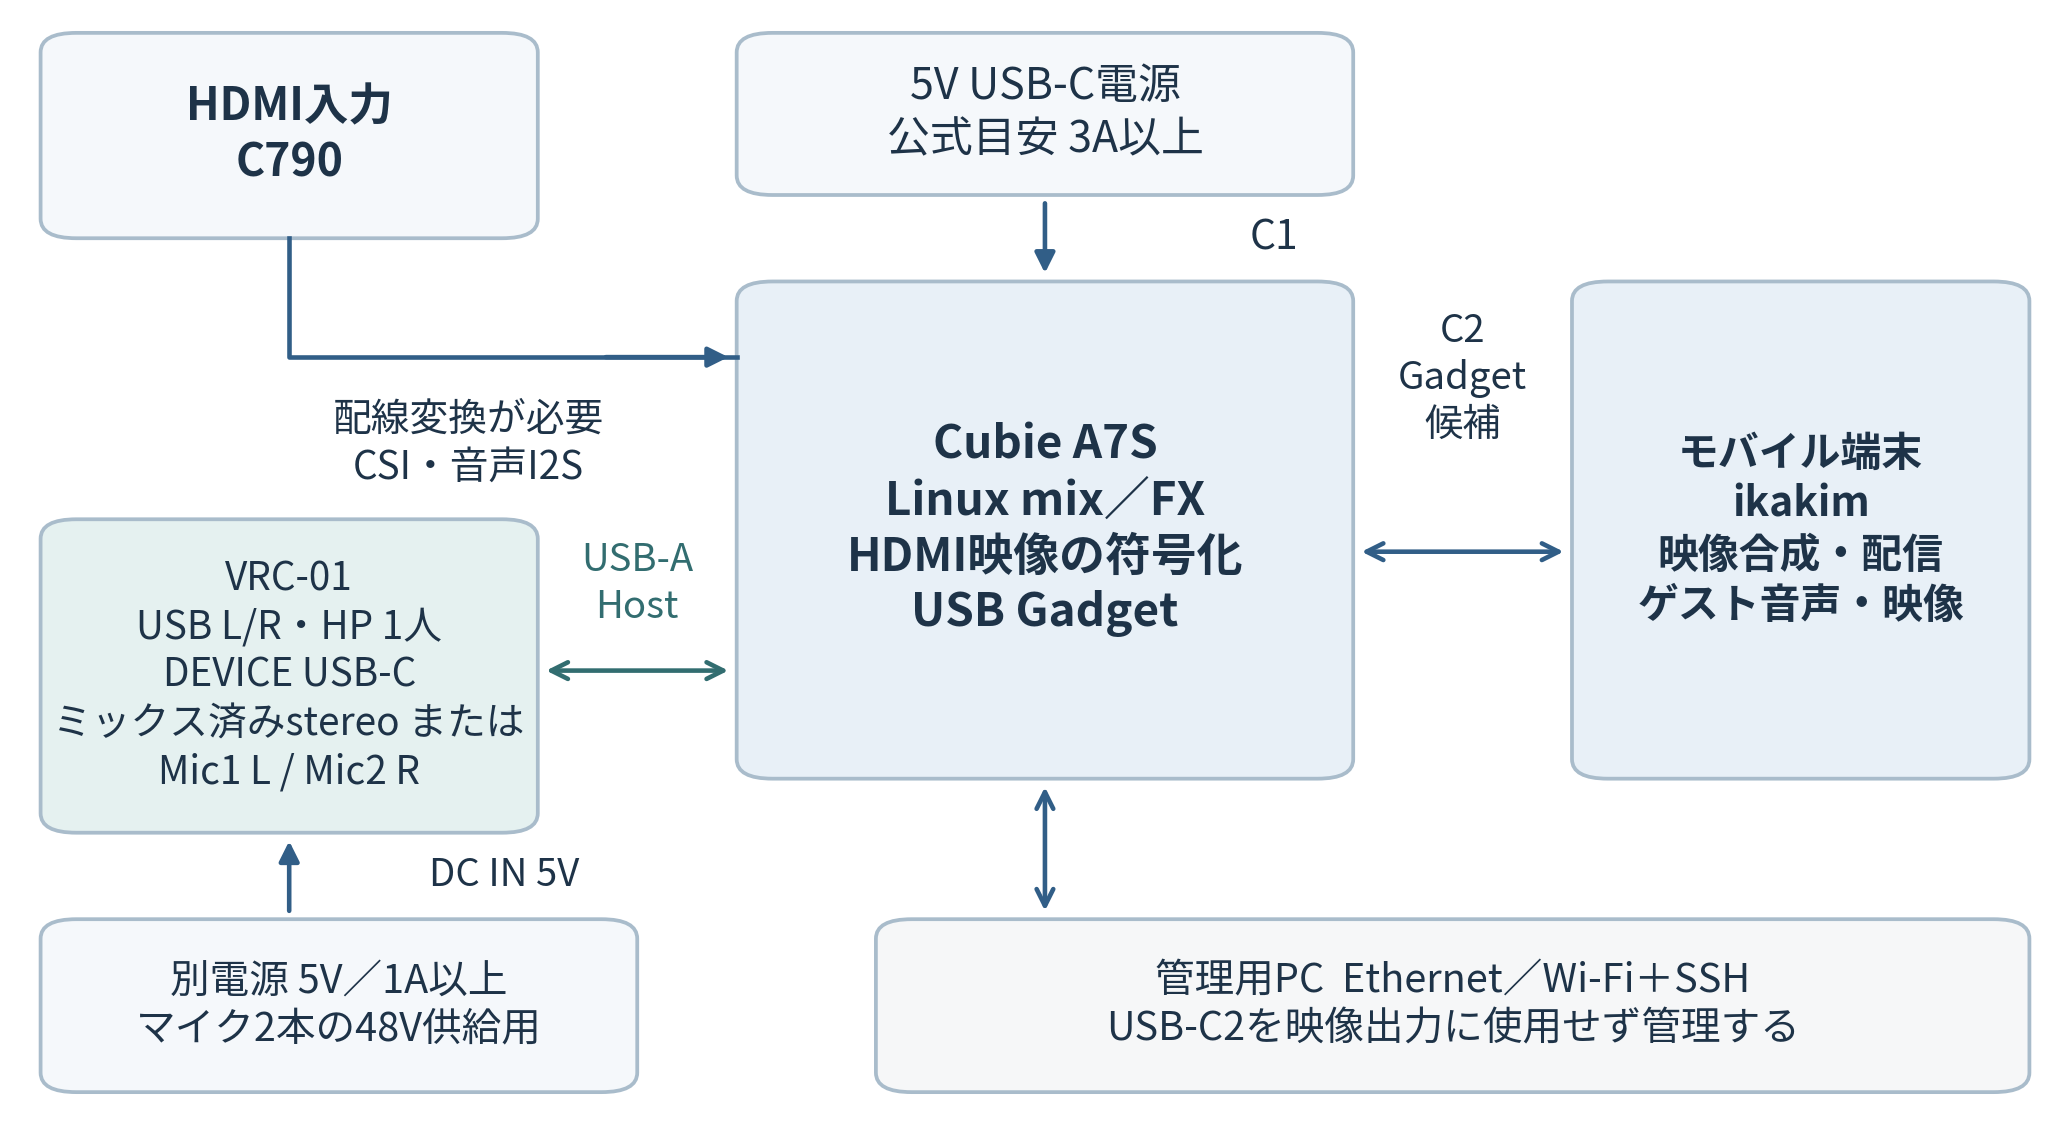 HDMI入力
C790
5V USB-C電源
公式目安 3A以上
C1
配線変換が必要
CSI・音声I2S
Cubie A7S
Linux mix／FX
HDMI映像の符号化
USB Gadget
C2
Gadget
候補
モバイル端末
ikakim
映像合成・配信
ゲスト音声・映像
VRC-01
USB L/R・HP 1人
DEVICE USB-C
ミックス済みstereo または
Mic1 L / Mic2 R
USB-A
Host
DC IN 5V
別電源 5V／1A以上
マイク2本の48V供給用
管理用PC  Ethernet／Wi-Fi＋SSH
USB-C2を映像出力に使用せず管理する